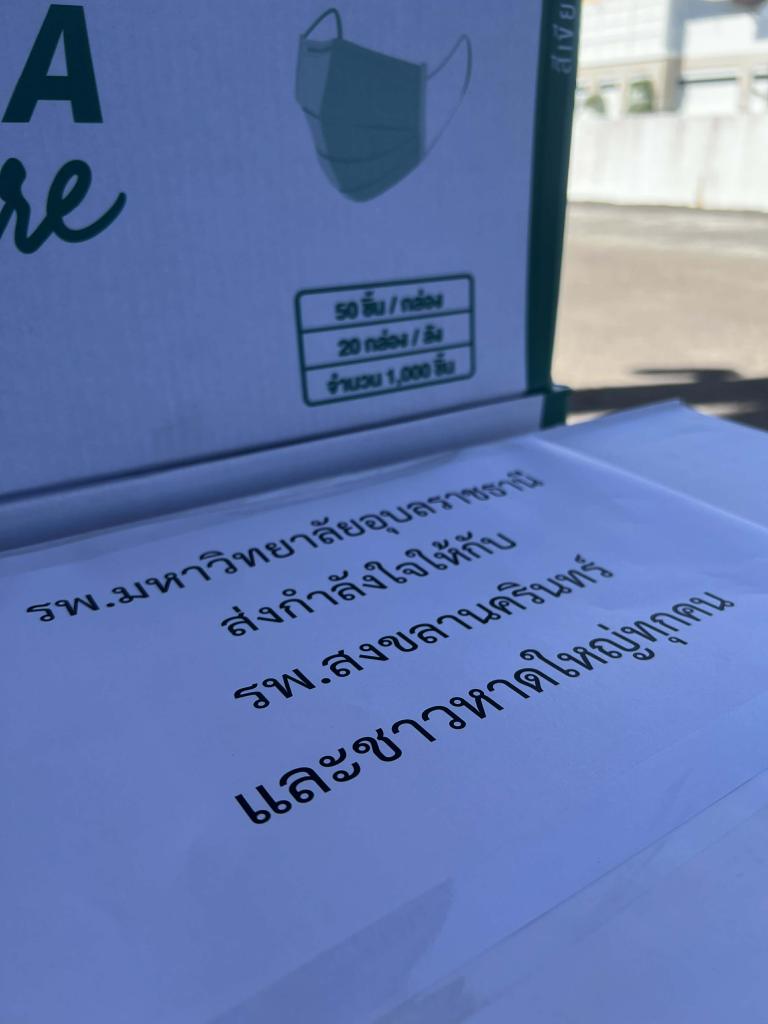 A
re
50 ชิ้น / กล่อง
20 กล่อง / ลัง
จำนวน 1,000 ชิ้น
รพ.มหาวิทยาลัยอุบลราชธานี
ส่งกำลังใจให้กับ
รพ.สงขลานครินทร์
และชาวหาดใหญ่ทุกคน